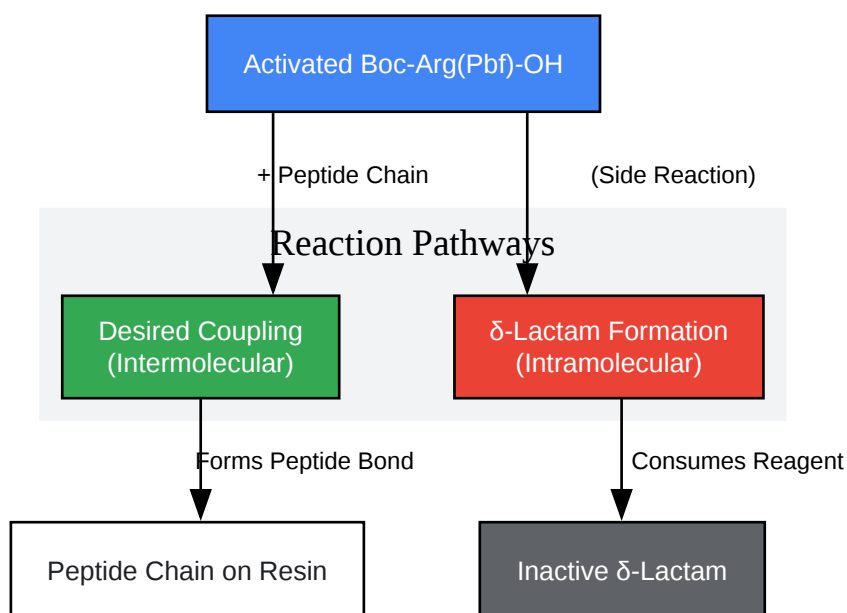 Activated Boc-Arg(Pbf)-OH
+ Peptide Chain
(Side Reaction)
Reaction Pathways
Desired Coupling
(Intermolecular)
δ-Lactam Formation
(Intramolecular)
Forms Peptide Bond
Consumes Reagent
Peptide Chain on Resin
Inactive δ-Lactam